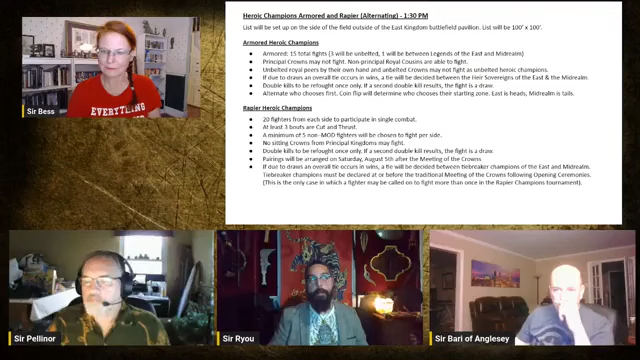 Heroic Champions Armored and Rapier (Alternating) - 1:30 PM
List will be set up on the side of the field outside of the East Kingdom battlefield pavilion. List will be 100' x 100'.
Armored Heroic Champions
• Armored: 15 total fights (3 will be unbelted, 1 will be between Legends of the East and Midrealm)
• Principal Crowns may not fight. Non-principal Royal Cousins are able to fight.
• Unbelted royal peers by their own hand and unbelted Crowns may not fight as unbelted heroic champions.
• If due to draws an overall tie occurs in wins, a tie will be decided between the Heir Sovereigns of the East & the Midrealm.
• Double kills to be refought once only. If a second double kill results, the fight is a draw.
• Alternate who chooses first. Coin flip will determine who chooses their starting zone. East is heads, Midrealm is tails.
Rapier Heroic Champions
• 20 fighters from each side to participate in single combat.
• At least 3 bouts are Cut and Thrust.
• A minimum of 5 non-MOD fighters will be chosen to fight per side.
• No sitting Crowns from Principal Kingdoms may fight.
• Double kills to be refought once only. If a second double kill results, the fight is a draw.
• Pairings will be arranged on Saturday, August 5th after the Meeting of the Crowns
• If due to draws an overall tie occurs in wins, a tie will be decided between tiebreaker champions of the East and Midrealm.
Tiebreaker champions must be declared at or before the traditional Meeting of the Crowns following Opening Ceremonies.
(This is the only case in which a fighter may be called on to fight more than once in the Rapier Champions tournament).
EVERYTHING
Sir Bess
Sir Pellinor
Sir Ryou
Sir Bari of Anglesey